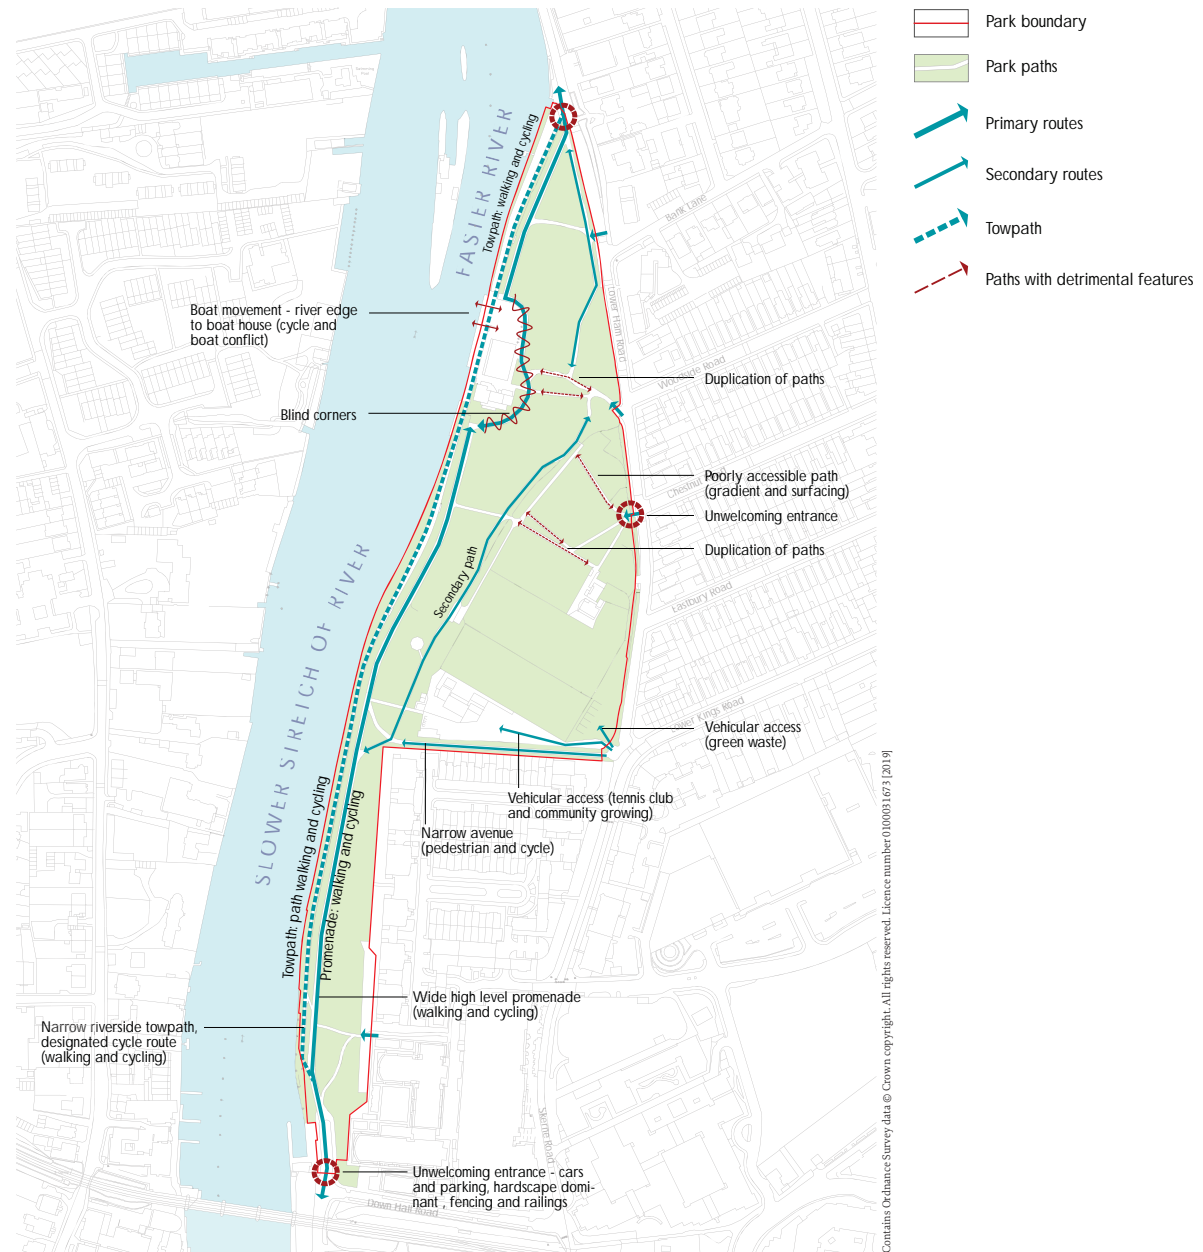 Park boundary
Park paths
Primary routes
Secondary routes
Towpath
Paths with detrimental features
FASTER RIVER
Towpath: walking and cycling
Bank Lane
Lower Ham Road
Boat movement - river edge
to boat house (cycle and
boat conflict)
Woodside Road
Duplication of paths
Blind corners
Poorly accessible path
(gradient and surfacing)
Chestnut
Unwelcoming entrance
Duplication of paths
SLOWER STRETCH OF RIVER
Secondary path
Eastbury Road
Lower Kings Road
Vehicular access
(green waste)
Vehicular access (tennis club
and community growing)
Narrow avenue
(pedestrian and cycle)
Towpath: path walking and cycling
Promenade: walking and cycling
Wide high level promenade
(walking and cycling)
Narrow riverside towpath,
designated cycle route
(walking and cycling)
Skerne Road
Unwelcoming entrance - cars
and parking, hardscape domi-
nant , fencing and railings
Down Hall Road
Contains Ordnance Survey data © Crown copyright. All rights reserved. Licence number 0100031673 [2019]